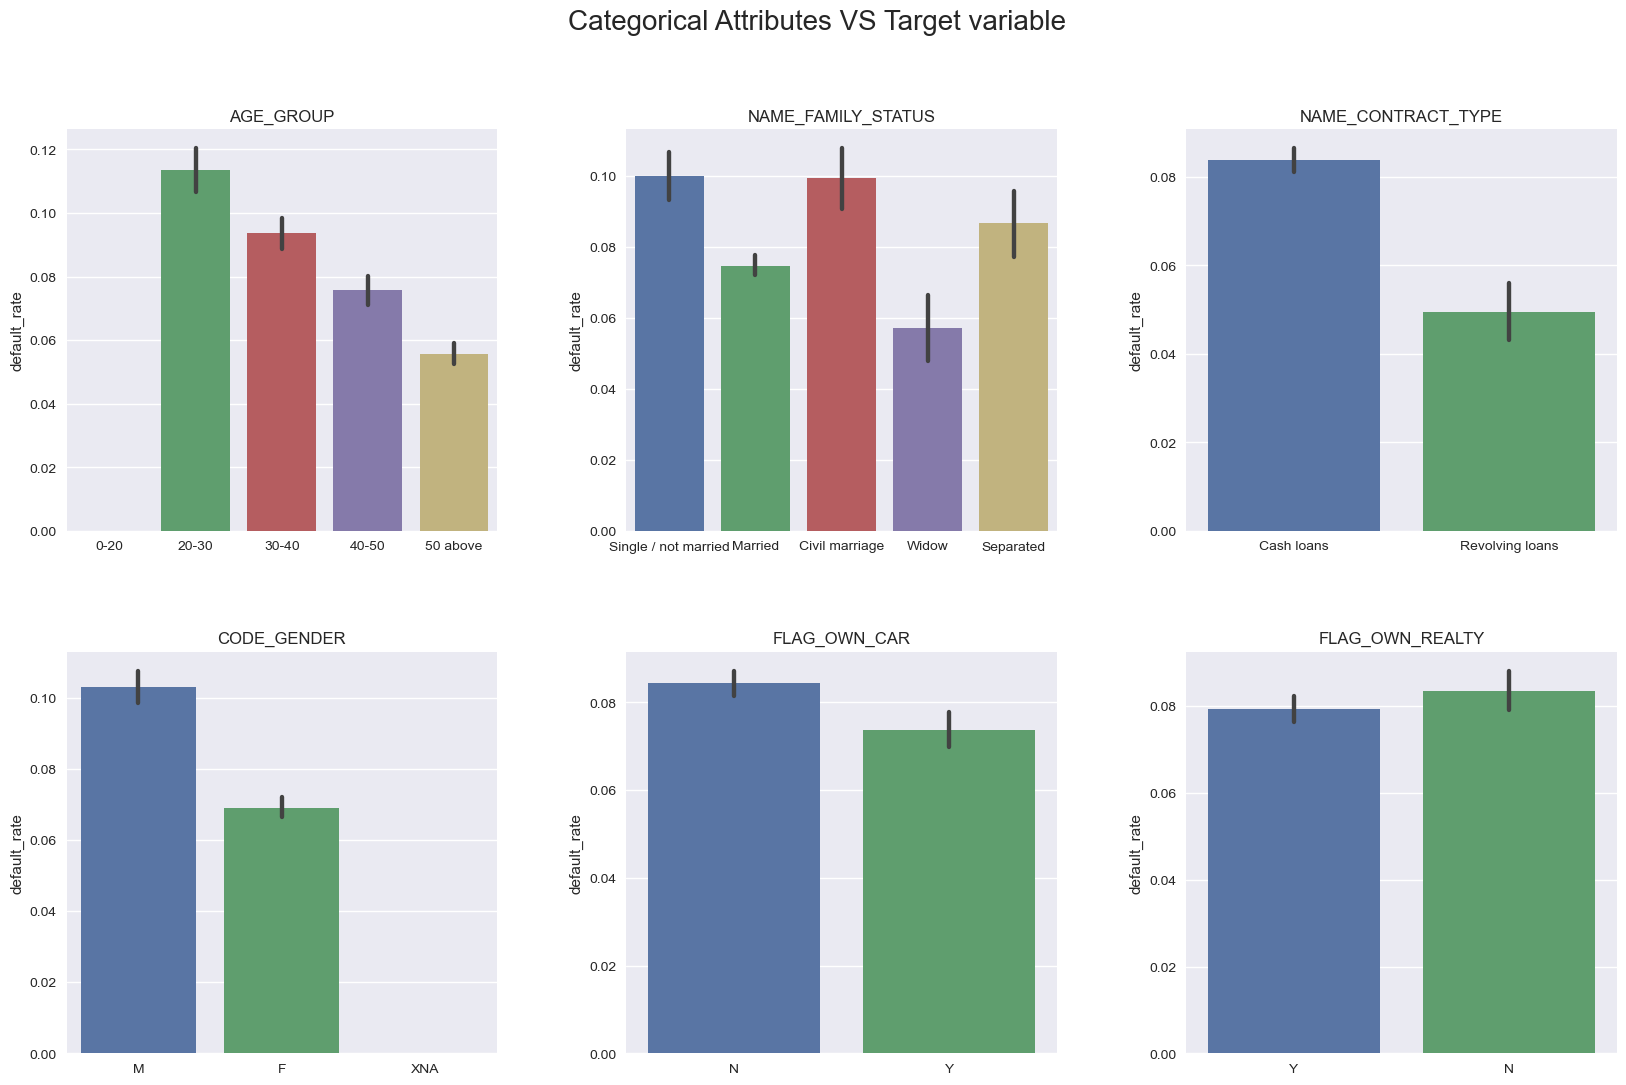 Categorical Attributes VS Target variable
AGE_GROUP
default_rate
0.12
0.10
0.08
0.06
0.04
0.02
0.00
0-20 20-30 30-40 40-50 50 above
NAME_FAMILY_STATUS
default_rate
0.10
0.08
0.06
0.04
0.02
0.00
Single / not married Married Civil marriage Widow Separated
NAME_CONTRACT_TYPE
default_rate
0.08
0.06
0.04
0.02
0.00
Cash loans Revolving loans
CODE_GENDER
default_rate
0.10
0.08
0.06
0.04
0.02
0.00
M F XNA
FLAG_OWN_CAR
default_rate
0.08
0.06
0.04
0.02
0.00
N Y
FLAG_OWN_REALTY
default_rate
0.08
0.06
0.04
0.02
0.00
Y N